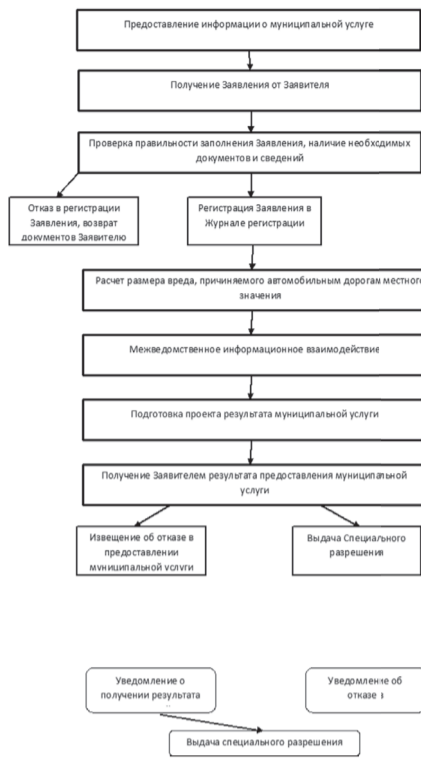 Предоставление информации о муниципальной услуге
Получение Заявления от Заявителя
Проверка правильности заполнения Заявления, наличие необходимых
документов и сведений
Отказ в регистрации
Заявления, возврат
документов Заявителю
Регистрация Заявления в
Журнале регистрации
Расчет размера вреда, причиняемого автомобильным дорогам местного
значения
Межведомственное информационное взаимодействие
Подготовка проекта результата муниципальной услуги
Получение Заявителем результата предоставления муниципальной
услуги
Извещение об отказе в
предоставлении
муниципальной услуги
Выдача Специального
разрешения
Уведомление о
получении результата
Уведомление об
отказе в
Выдача специального разрешения